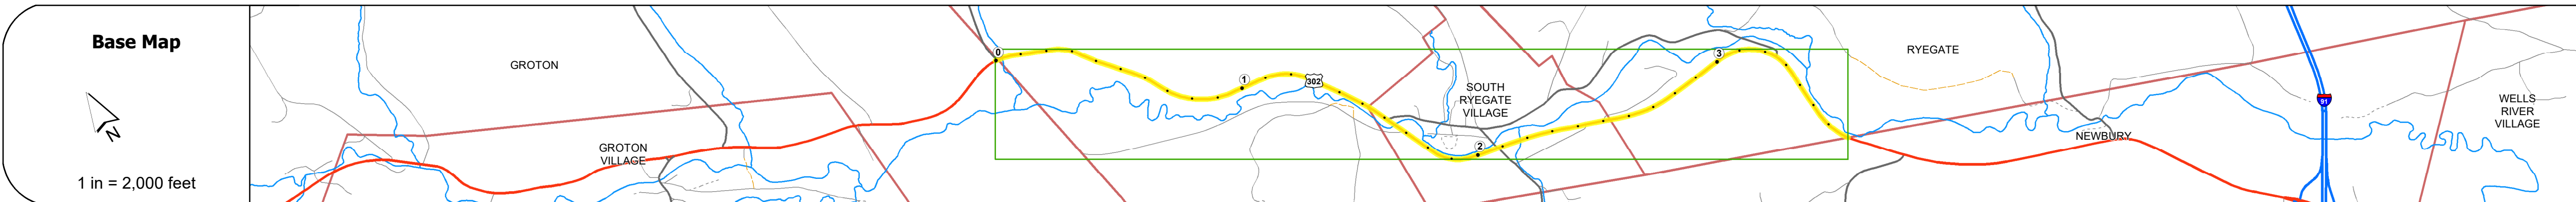 Base Map
N
1 in = 2,000 feet
GROTON
GROTON
VILLAGE
0
1
302
SOUTH
RYEGATE
VILLAGE
2
3
RYEGATE
NEWBURY
91
WELLS
RIVER
VILLAGE